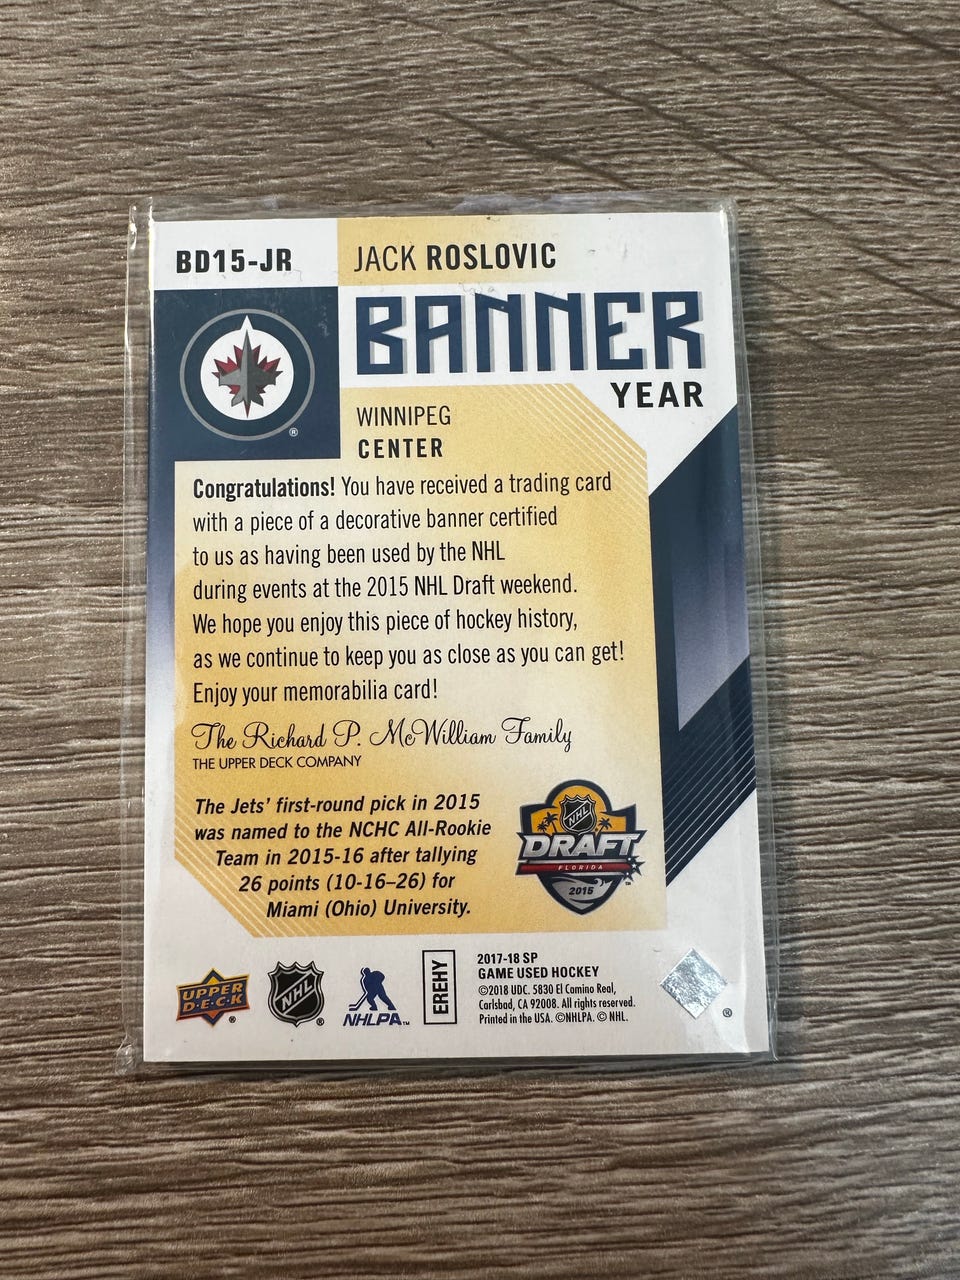 BD15-JR
JACK ROSLOVIC
BANNER
YEAR
®
WINNIPEG
CENTER
Congratulations! You have received a trading card
with a piece of a decorative banner certified
to us as having been used by the NHL
during events at the 2015 NHL Draft weekend.
We hope you enjoy this piece of hockey history,
as we continue to keep you as close as you can get!
Enjoy your memorabilia card!
The Richard P. McWilliam Family
THE UPPER DECK COMPANY
The Jets' first-round pick in 2015
was named to the NCHC All-Rookie
Team in 2015-16 after tallying
26 points (10-16–26) for
Miami (Ohio) University.
NHL
DRAFT
FLORIDA
2015
™
UPPER
D·E·C·K
®
NHL
®
NHLPA™
EREHY
2017-18 SP
GAME USED HOCKEY
©2018 UDC. 5830 El Camino Real,
Carlsbad, CA 92008. All rights reserved.
Printed in the USA. ©NHLPA. © NHL.
®